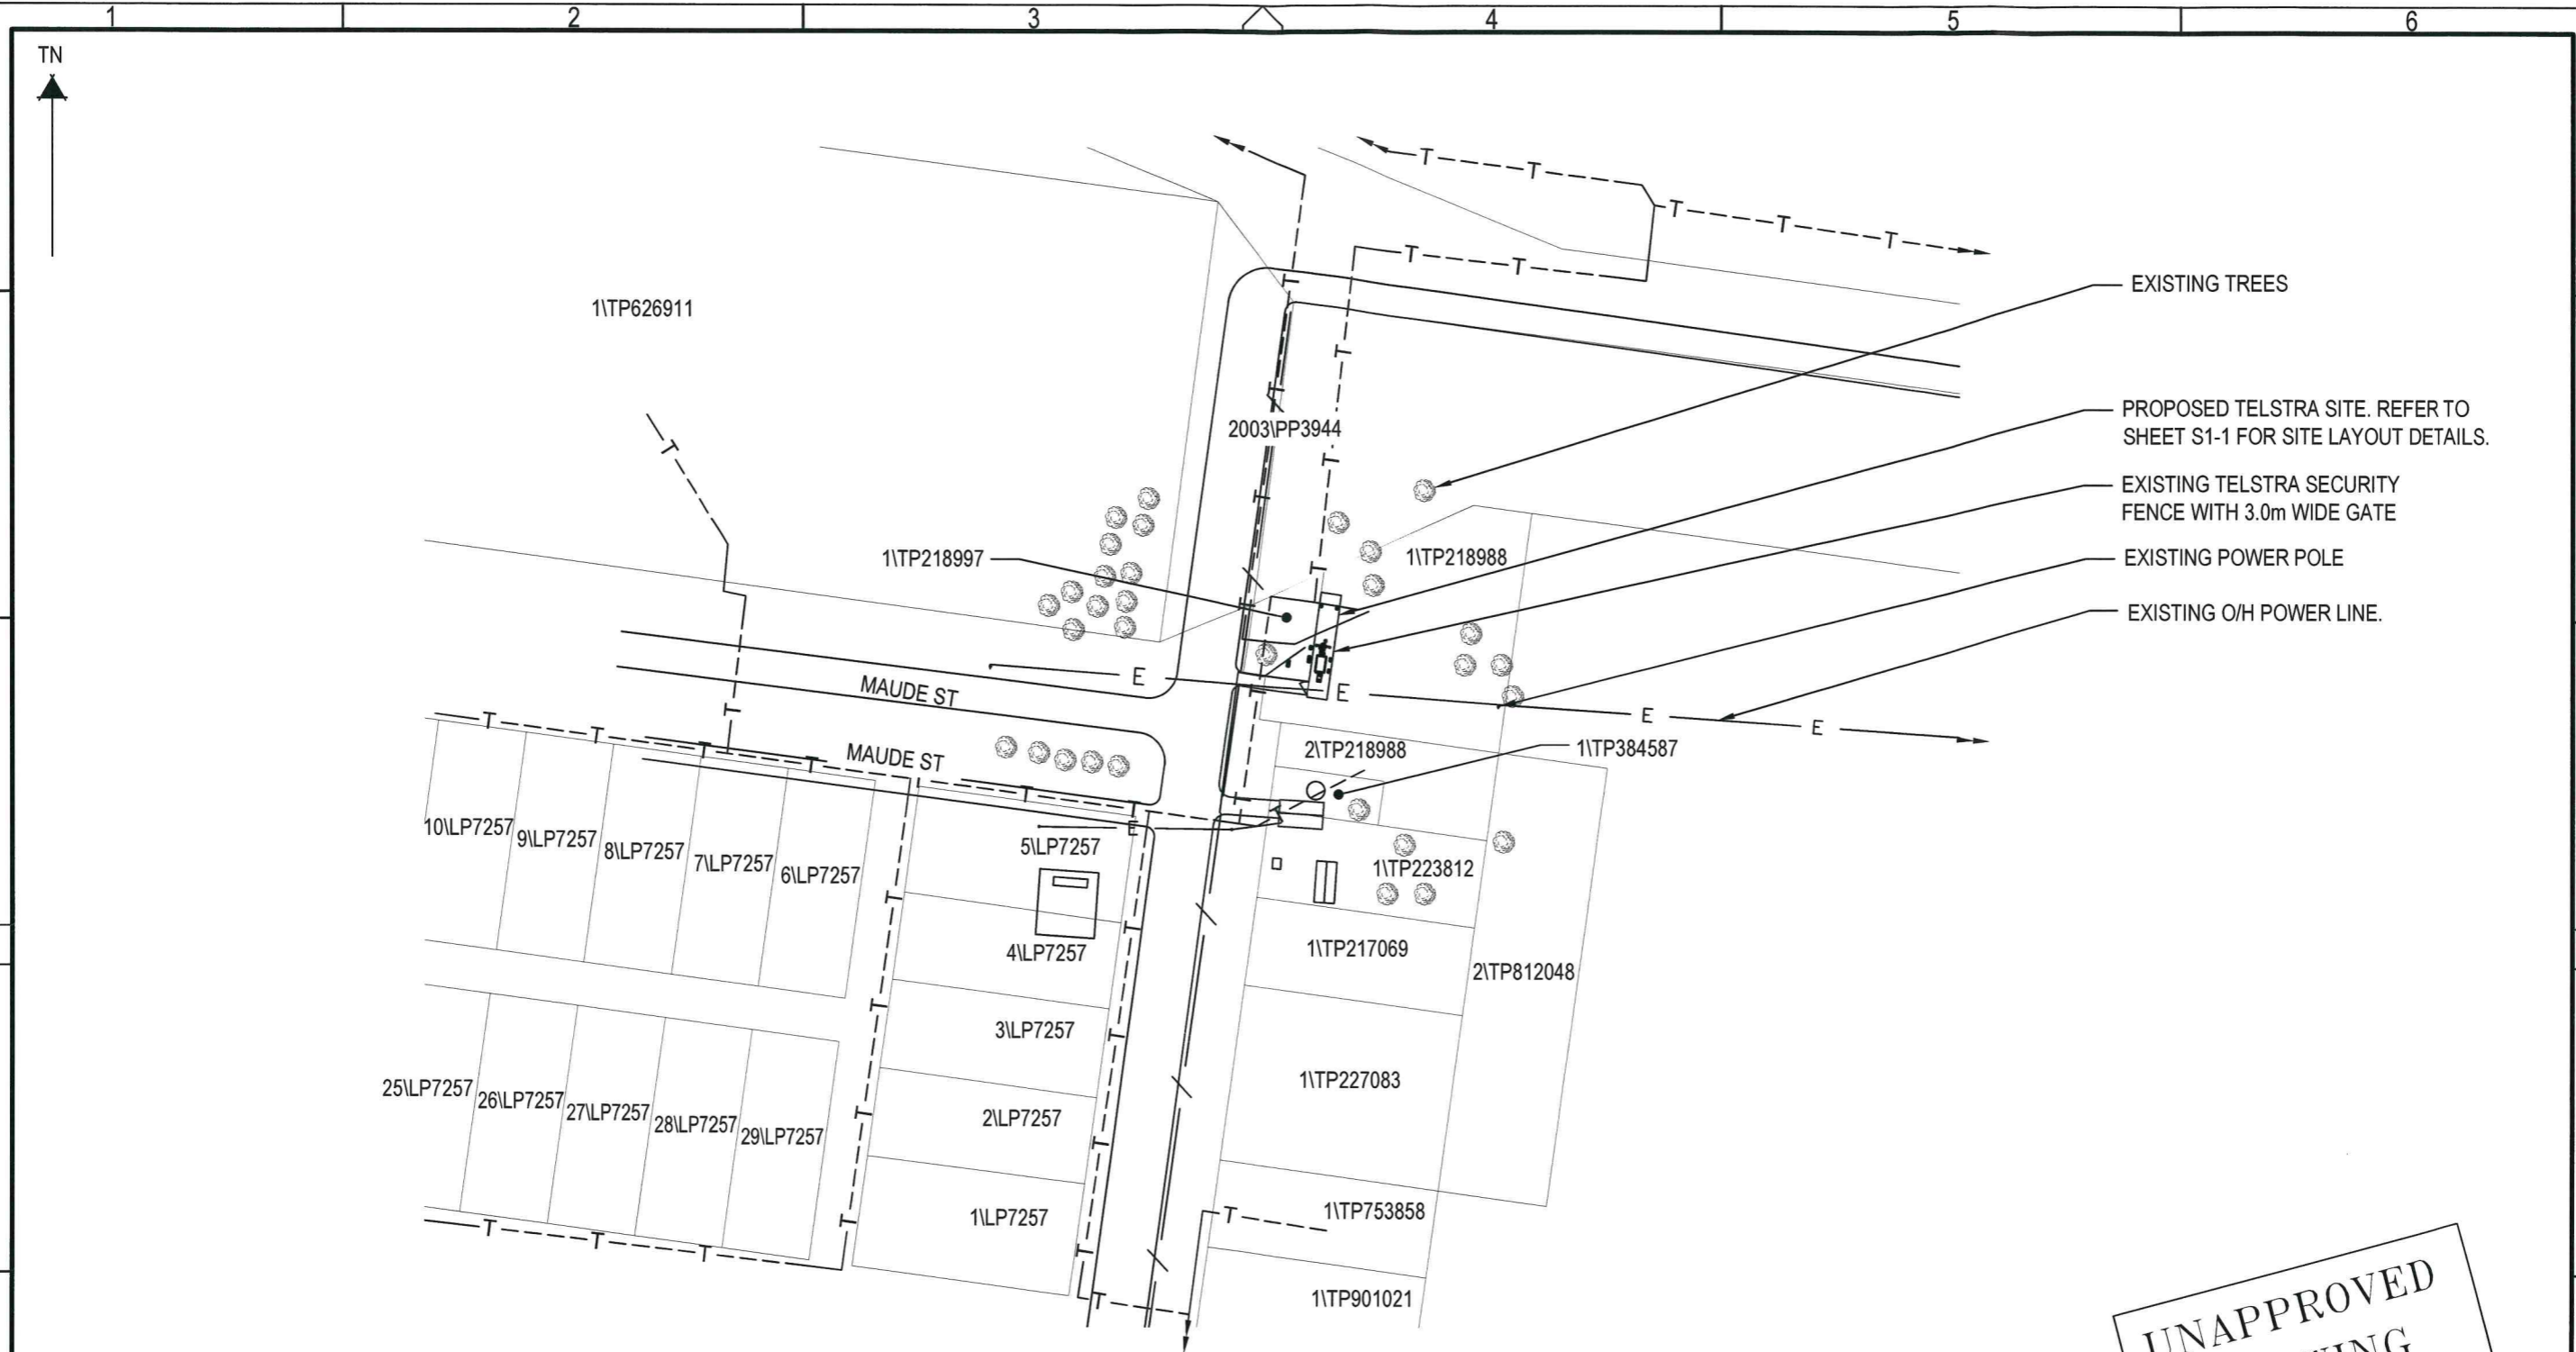 1
2
3
4
5
6
TN
T
T
T
T
T
T
T
T
EXISTING TREES
1\TP626911
T
T
PROPOSED TELSTRA SITE. REFER TO
SHEET S1-1 FOR SITE LAYOUT DETAILS.
2003\PP3944
T
T
EXISTING TELSTRA SECURITY
FENCE WITH 3.0m WIDE GATE
T
1\TP218997
1\TP218988
EXISTING POWER POLE
T
T
EXISTING O/H POWER LINE.
E
E
E
E
MAUDE ST
T
T
T
T
T
T
MAUDE ST
2\TP218988
1\TP384587
T
T
T
E
10\LP7257
9\LP7257
8\LP7257
7\LP7257
6\LP7257
5\LP7257
1\TP223812
T
T
4\LP7257
1\TP217069
2\TP812048
T
3\LP7257
T
1\TP227083
25\LP7257
26\LP7257
27\LP7257
28\LP7257
29\LP7257
T
2\LP7257
T
1\LP7257
1\TP753858
T
T
T
T
T
T
T
1\TP901021
UNAPPROVED